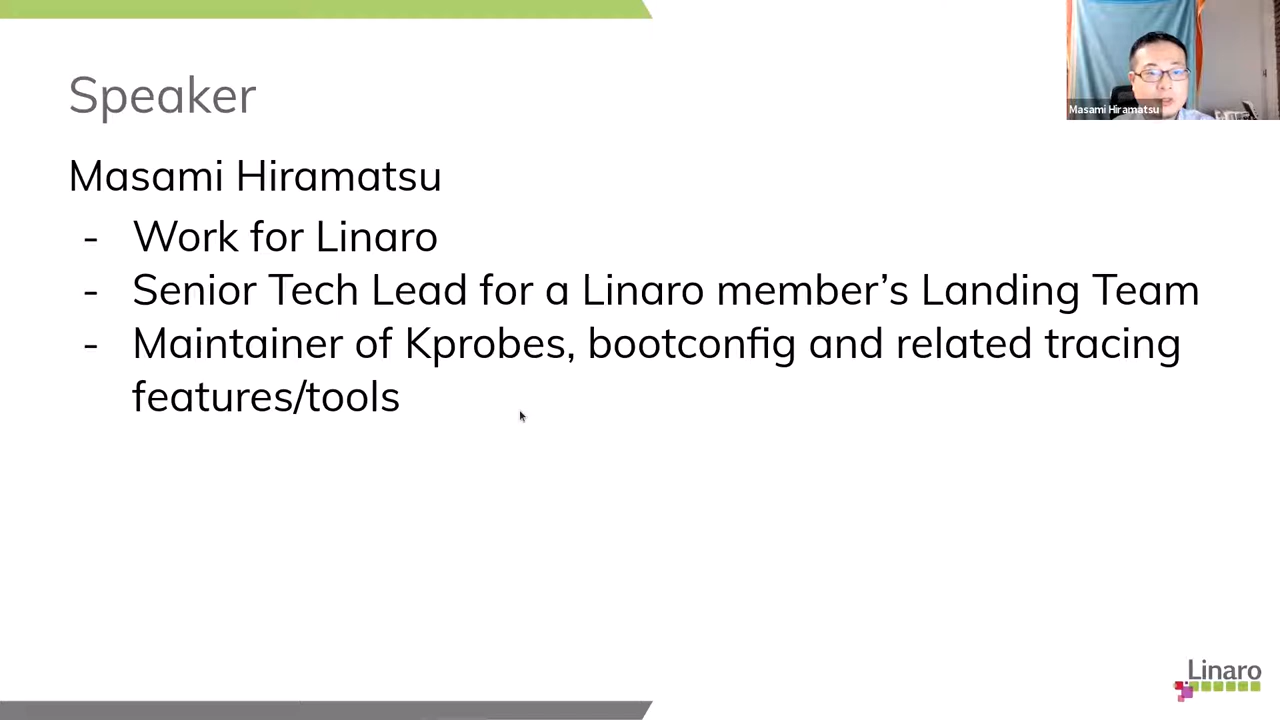 Speaker
Masami Hiramatsu
Masami Hiramatsu
- Work for Linaro
- Senior Tech Lead for a Linaro member’s Landing Team
- Maintainer of Kprobes, bootconfig and related tracing
features/tools
Linaro